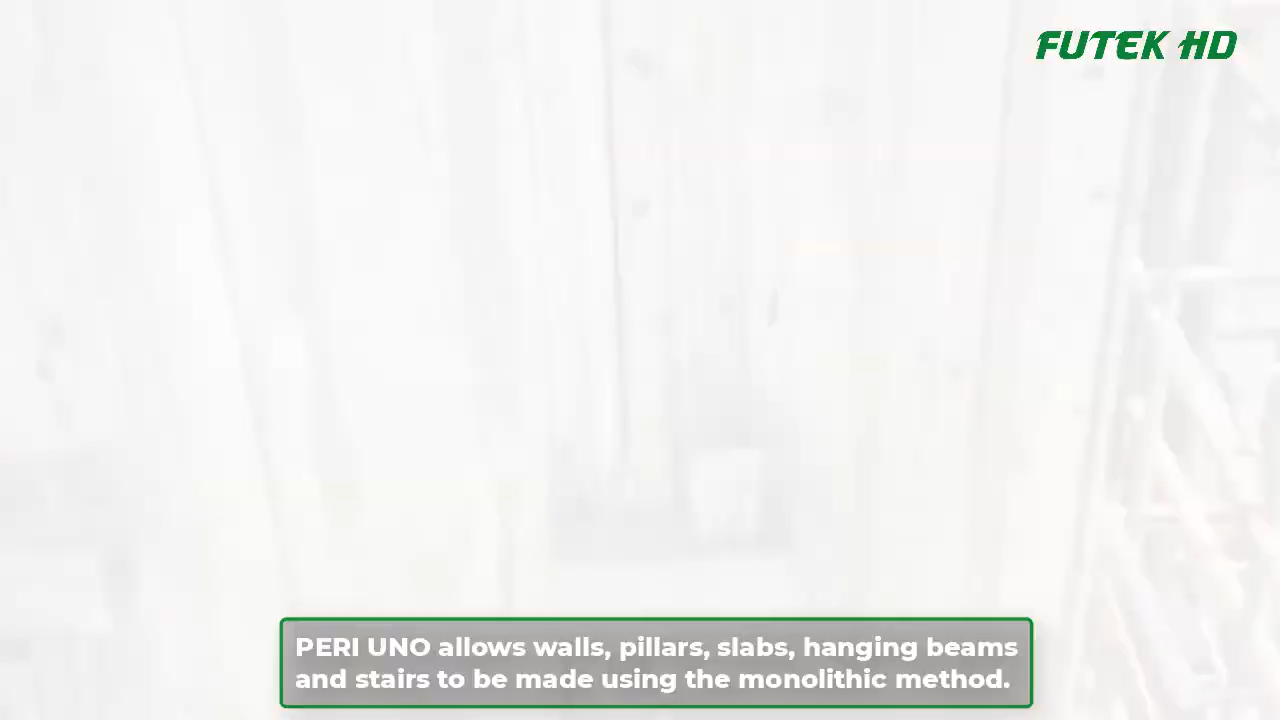 FUTEK HD
PERI UNO allows walls, pillars, slabs, hanging beams
and stairs to be made using the monolithic method.